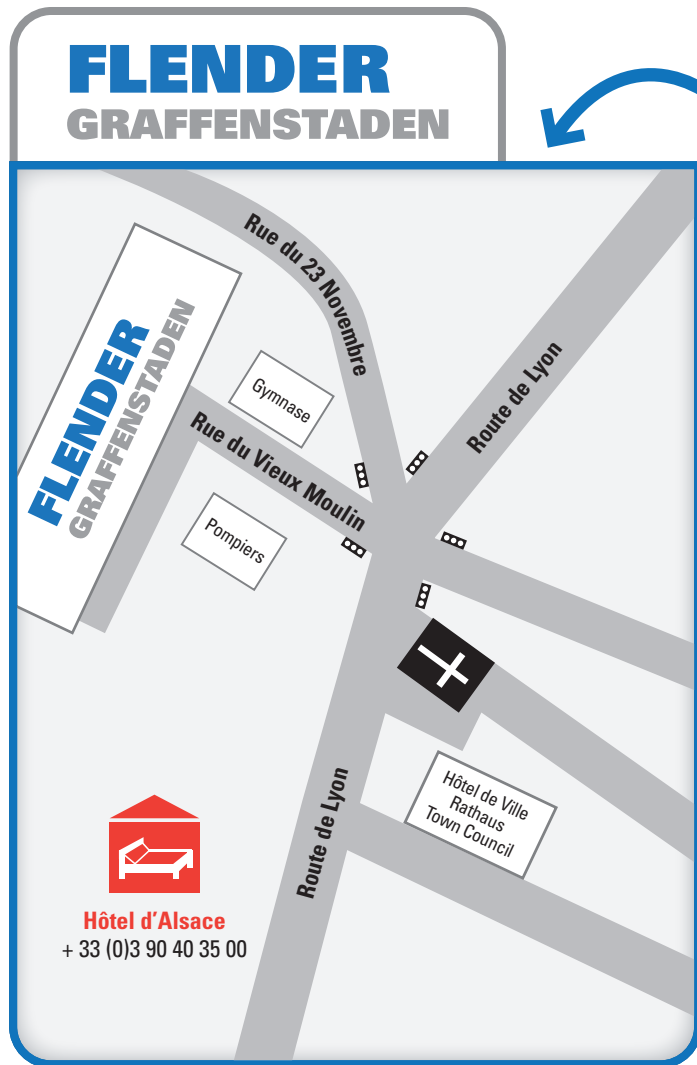 FLENDER
GRAFFENSTADEN
Rue du 23 Novembre
Route de Lyon
FLENDER
GRAFFENSTADEN
Gymnase
Rue du Vieux Moulin
Pompiers
Hôtel de Ville
Rathaus
Town Council
Route de Lyon
Hôtel d'Alsace
+ 33 (0)3 90 40 35 00